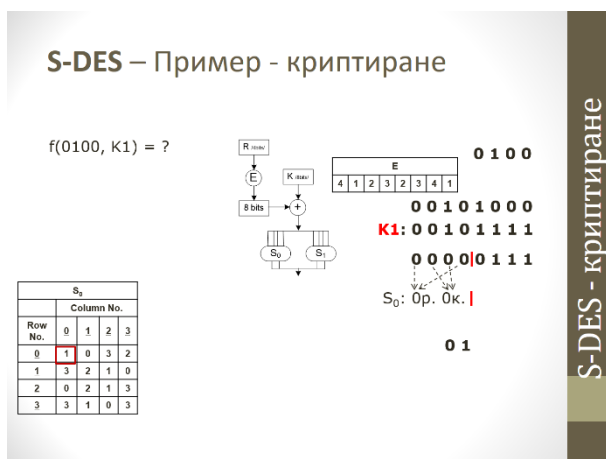 S-DES – Пример - криптиране
f(0100, K1) = ?
R
E
8 bits
K
+
S0
S1
0 1 0 0
E
4 1 2 3 2 3 4 1
0 0 1 0 1 0 0 0
K1: 0 0 1 0 1 1 1 1
0 0 0 0|0 1 1 1
S0: 0р. 0к. |
0 1
S0
Column No.
Row No. 0 1 2 3
0 1 0 3 2
1 3 2 1 0
2 0 2 1 3
3 3 1 0 3
S-DES - криптиране